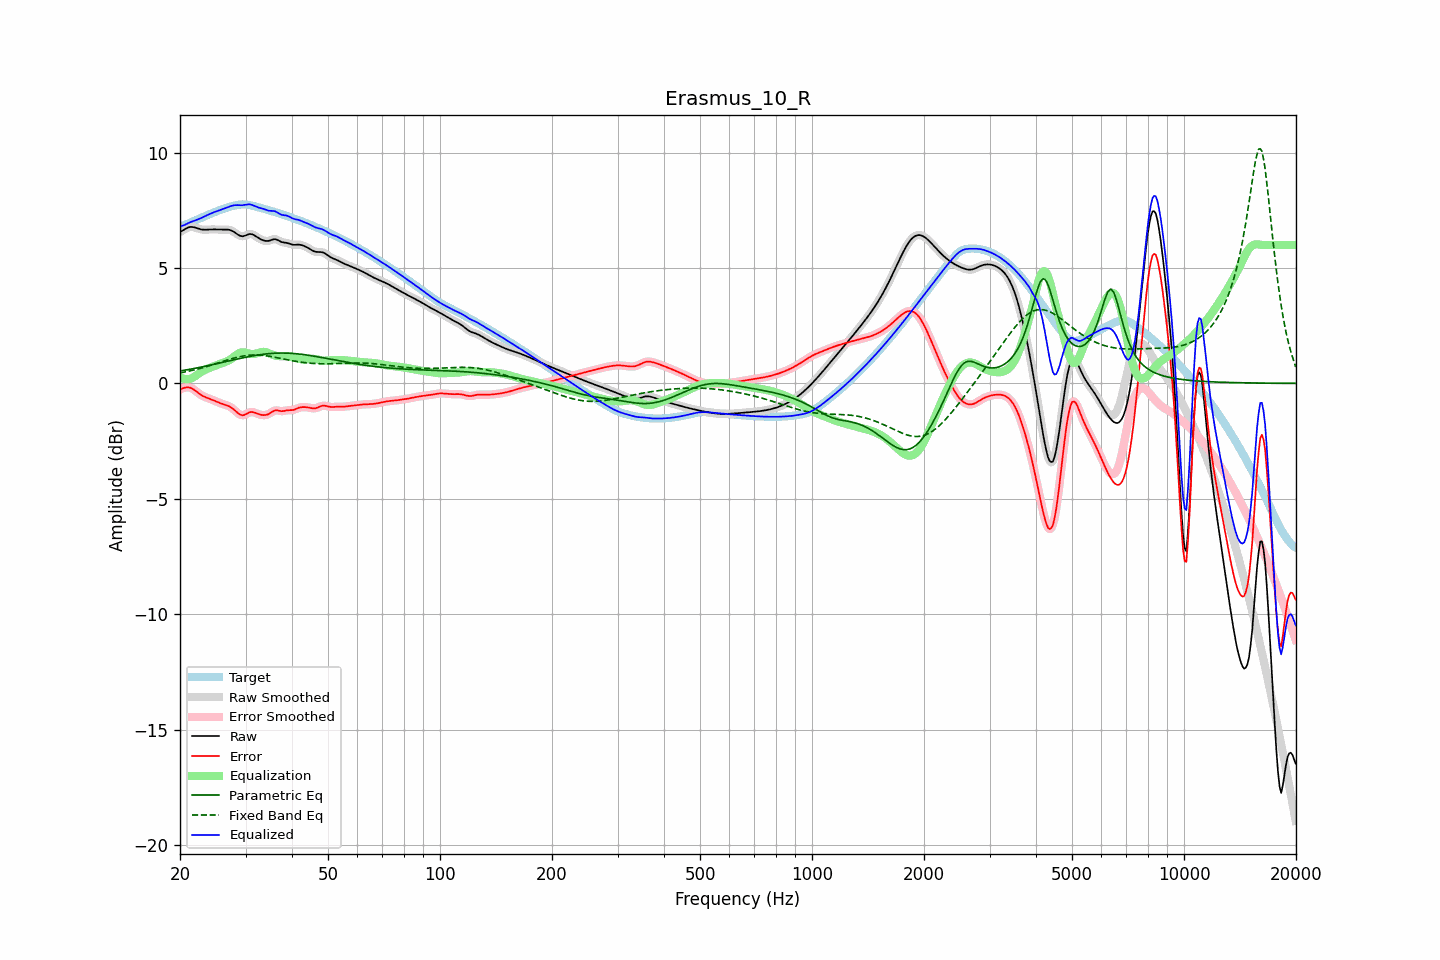 Erasmus_10_R
Amplitude (dBr)
10
5
0
−5
−10
−15
−20
Target
Raw Smoothed
Error Smoothed
Raw
Error
Equalization
Parametric Eq
Fixed Band Eq
Equalized
20 50 100 200 500 1000 2000 5000 10000 20000
Frequency (Hz)